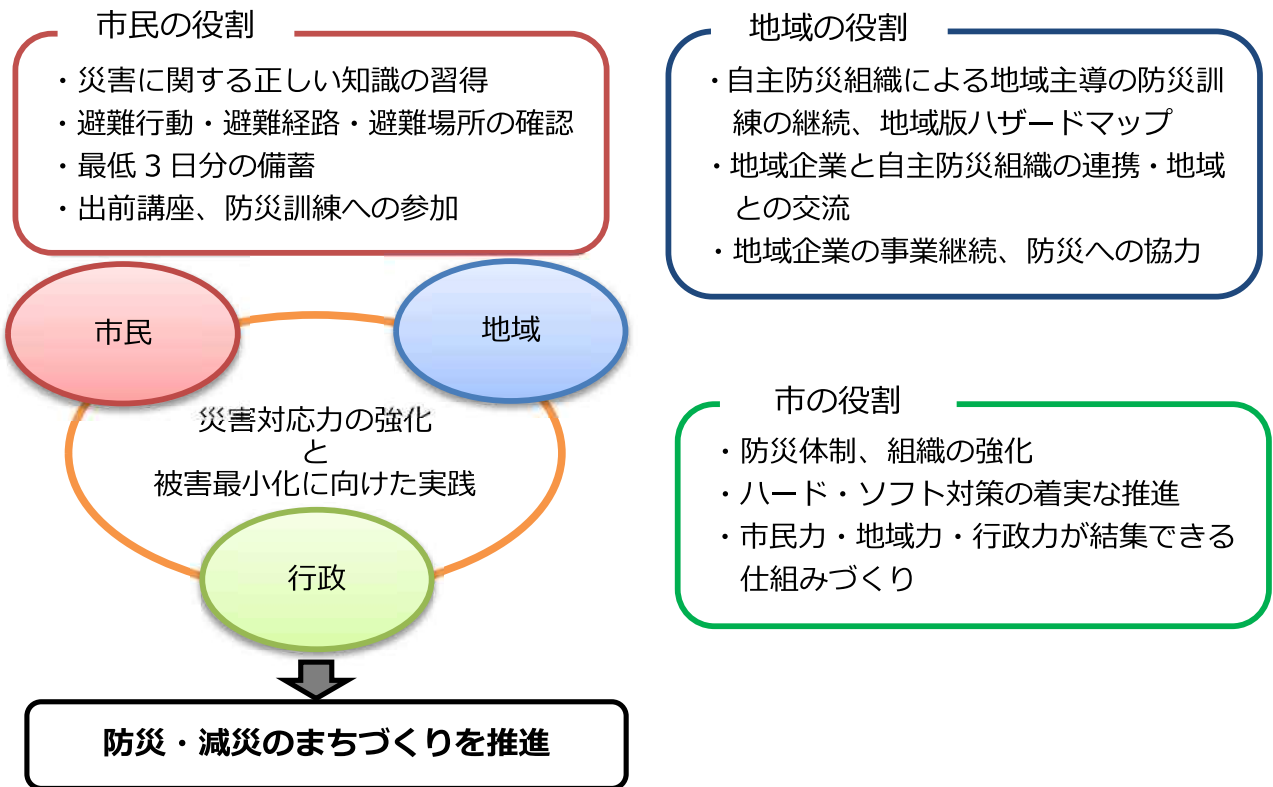 市民の役割
・災害に関する正しい知識の習得
・避難行動・避難経路・避難場所の確認
・最低３日分の備蓄
・出前講座、防災訓練への参加
地域の役割
・自主防災組織による地域主導の防災訓
練の継続、地域版ハザードマップ
・地域企業と自主防災組織の連携・地域
との交流
・地域企業の事業継続、防災への協力
市民
地域
災害対応力の強化
と
被害最小化に向けた実践
行政
市の役割
・防災体制、組織の強化
・ハード・ソフト対策の着実な推進
・市民力・地域力・行政力が結集できる
仕組みづくり
防災・減災のまちづくりを推進